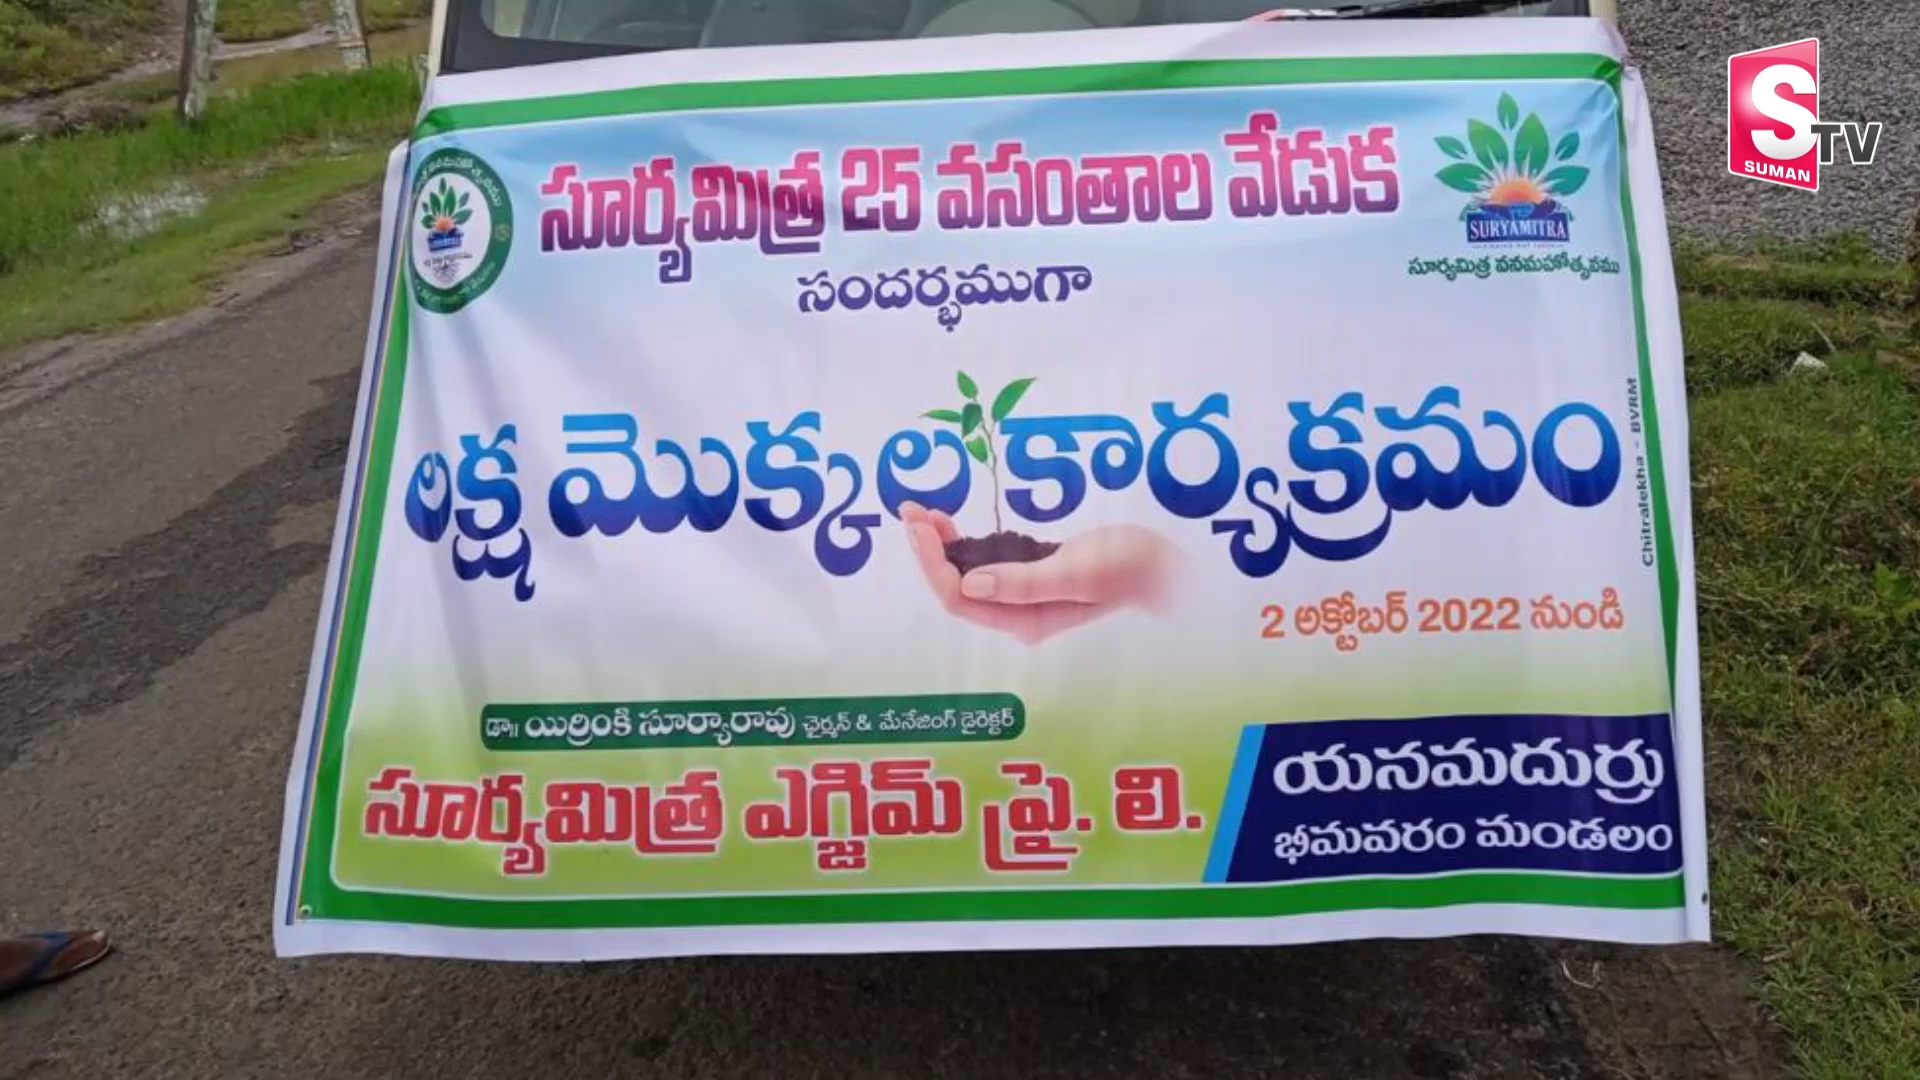 సూర్యమిత్ర 25 వసంతాల వేడుక
సందర్భముగా
SURYAMITRA
సూర్యమిత్ర వనమహోత్సవము
లక్ష మొక్కల కార్యక్రమం
2 అక్టోబర్ 2022 నుండి
డా॥ యిర్రింకి సూర్యారావు ఛైర్మన్ & మేనేజింగ్ డైరెక్టర్
సూర్యమిత్ర ఎగ్జిమ్ ప్రై. లి.
యనమదుర్రు
భీమవరం మండలం
Chitralekha - BVRM
S TV
SUMAN